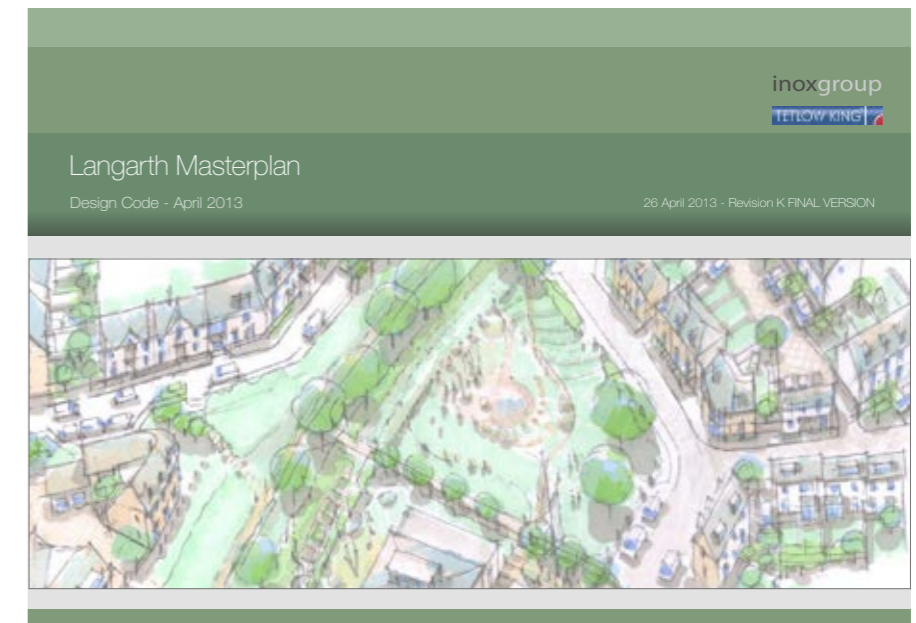 inoxgroup
TETLOW KING
Langarth Masterplan
Design Code - April 2013
26 April 2013 - Revision K FINAL VERSION